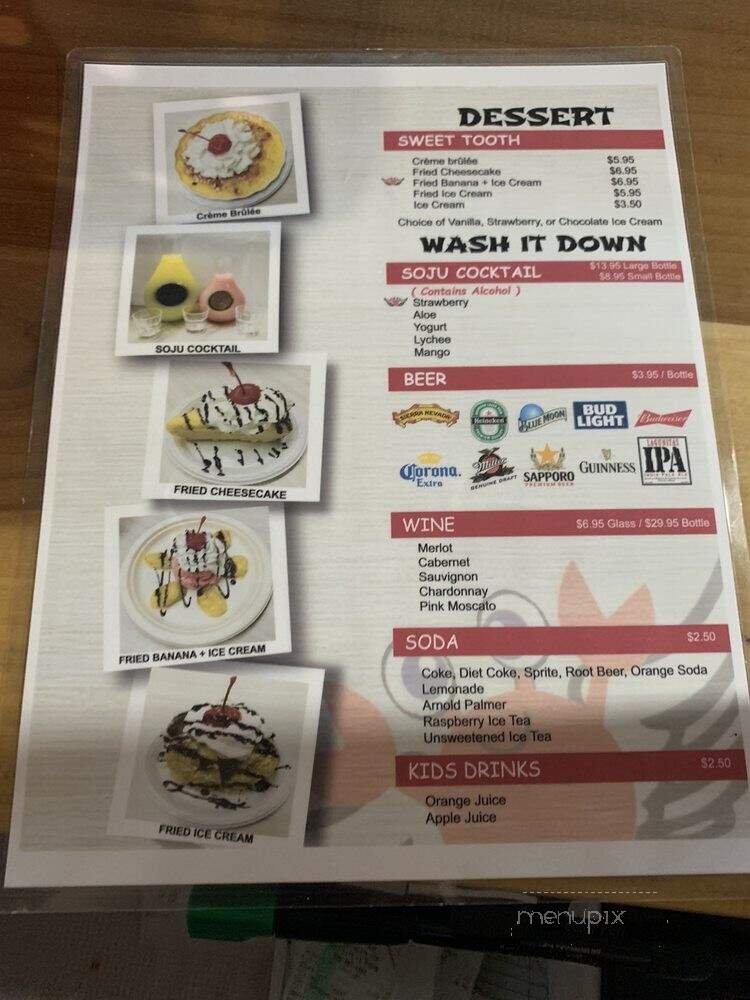 DESSERT
SWEET TOOTH
Crème brûlée $5.95
Fried Cheesecake $6.95
Fried Banana + Ice Cream $6.95
Fried Ice Cream $5.95
Ice Cream $3.50
Choice of Vanilla, Strawberry, or Chocolate Ice Cream
WASH IT DOWN
SOJU COCKTAIL $13.95 Large Bottle
$8.95 Small Bottle
( Contains Alcohol )
Strawberry
Aloe
Yogurt
Lychee
Mango
BEER $3.95 / Bottle
SIERRA NEVADA Heineken BLUE MOON BUD LIGHT Budweiser
Corona. Extra Miller GENUINE DRAFT SAPPORO PREMIUM BEER GUINNESS LAGUNITAS IPA INDIA PALE ALE
WINE $6.95 Glass / $29.95 Bottle
Merlot
Cabernet
Sauvignon
Chardonnay
Pink Moscato
SODA $2.50
Coke, Diet Coke, Sprite, Root Beer, Orange Soda
Lemonade
Arnold Palmer
Raspberry Ice Tea
Unsweetened Ice Tea
KIDS DRINKS $2.50
Orange Juice
Apple Juice
Crème Brûlée
SOJU COCKTAIL
FRIED CHEESECAKE
FRIED BANANA + ICE CREAM
FRIED ICE CREAM
menupix